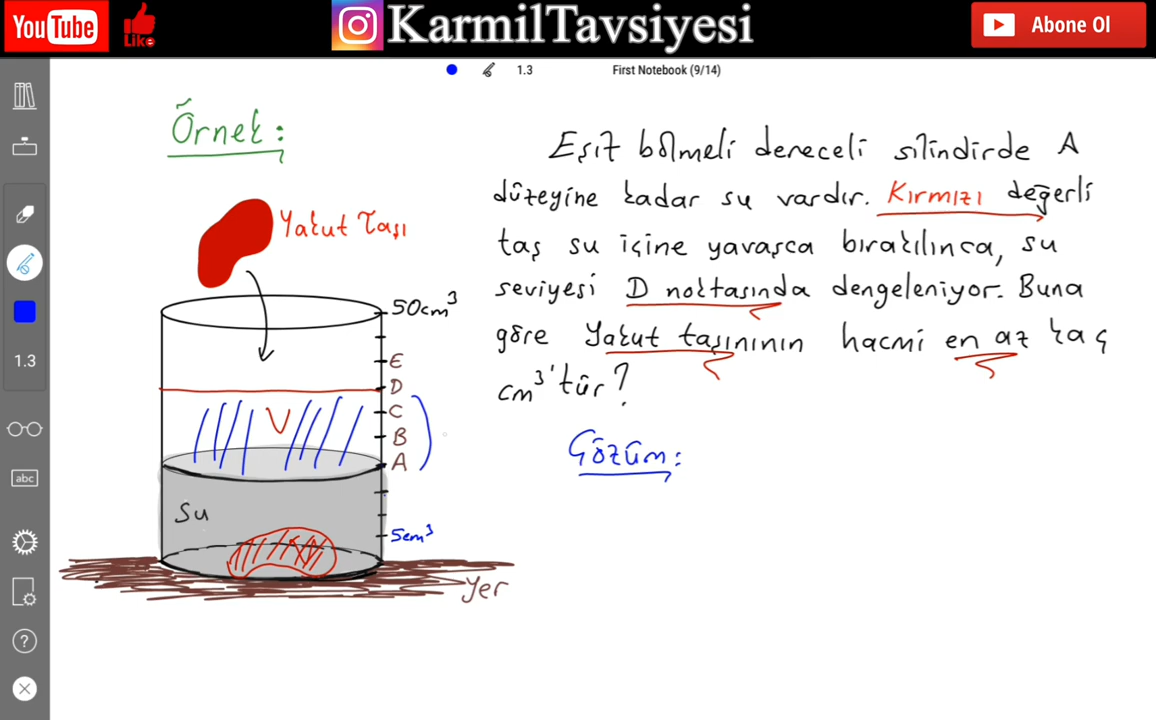 YouTube
Like
KarmilTavsiyesi
Abone Ol
1.3
First Notebook (9/14)
1.3
abc
Örnek:
Yakut Taşı
50cm³
E
D
C
B
A
V
Su
5cm³
Yer
Eşit bölmeli dereceli silindirde A
düzeyine kadar su vardır. Kırmızı değerli
taş su içine yavaşca bırakılınca, su
seviyesi D noktasında dengeleniyor. Buna
göre Yakut taşınının hacmi en az kaç
cm³'tür?
Çözüm: